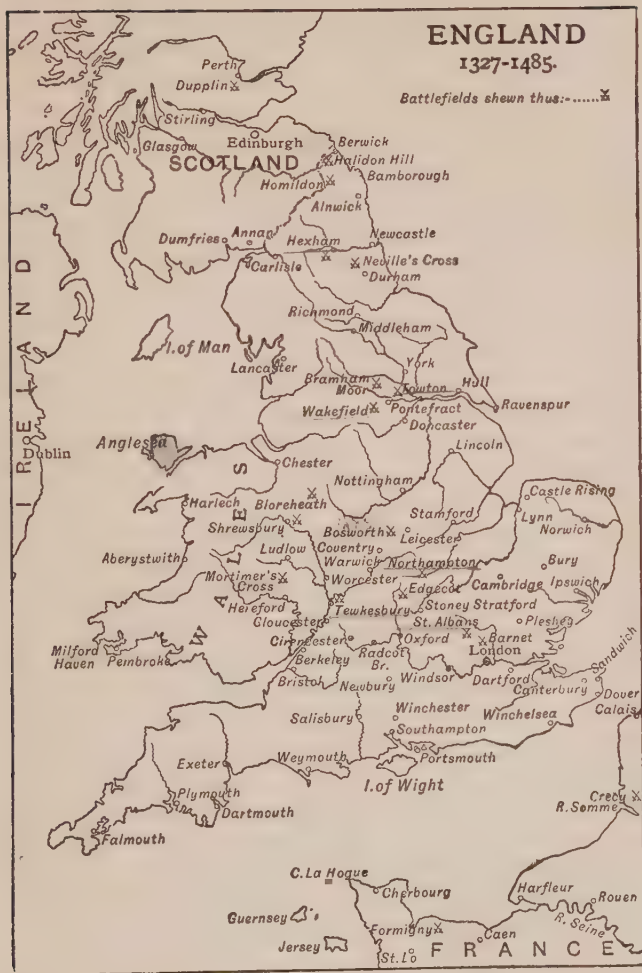 ENGLAND
1327-1485.
Battlefields shewn thus:-......
Perth
Dupplin
Stirling
Edinburgh
Glasgow
SCOTLAND
Berwick
Halidon Hill
Homildon
Bamborough
Alnwick
Dumfries
Annan
Hexham
Newcastle
Carlisle
Neville's Cross
Durham
IRELAND
Richmond
Middleham
I. of Man
Lancaster
York
Bramham
Moor
Towton
Hull
Wakefield
Pontefract
Ravenspur
Doncaster
Dublin
Anglesea
Lincoln
Chester
Nottingham
Castle Rising
Harlech
Bloreheath
Stamford
Lynn
Norwich
Shrewsbury
Bosworth
Leicester
Coventry
Aberystwith
Ludlow
Warwick
Northampton
Bury
WALES
Mortimer's
Cross
Worcester
Edgecot
Cambridge
Ipswich
Hereford
Tewkesbury
Stoney Stratford
Gloucester
St. Albans
Pleshey
Milford
Haven
Pembroke
Cirencester
Oxford
Barnet
Berkeley
Radcot
Br.
London
Bristol
Newbury
Windsor
Dartford
Sandwich
Canterbury
Dover
Winchester
Calais
Salisbury
Winchelsea
Southampton
Exeter
Weymouth
Portsmouth
I. of Wight
Plymouth
Dartmouth
Crecy
R. Somme
Falmouth
C. La Hogue
Cherbourg
Harfleur
Rouen
Guernsey
R. Seine
Formigny
Caen
Jersey
St. Lo
FRANCE